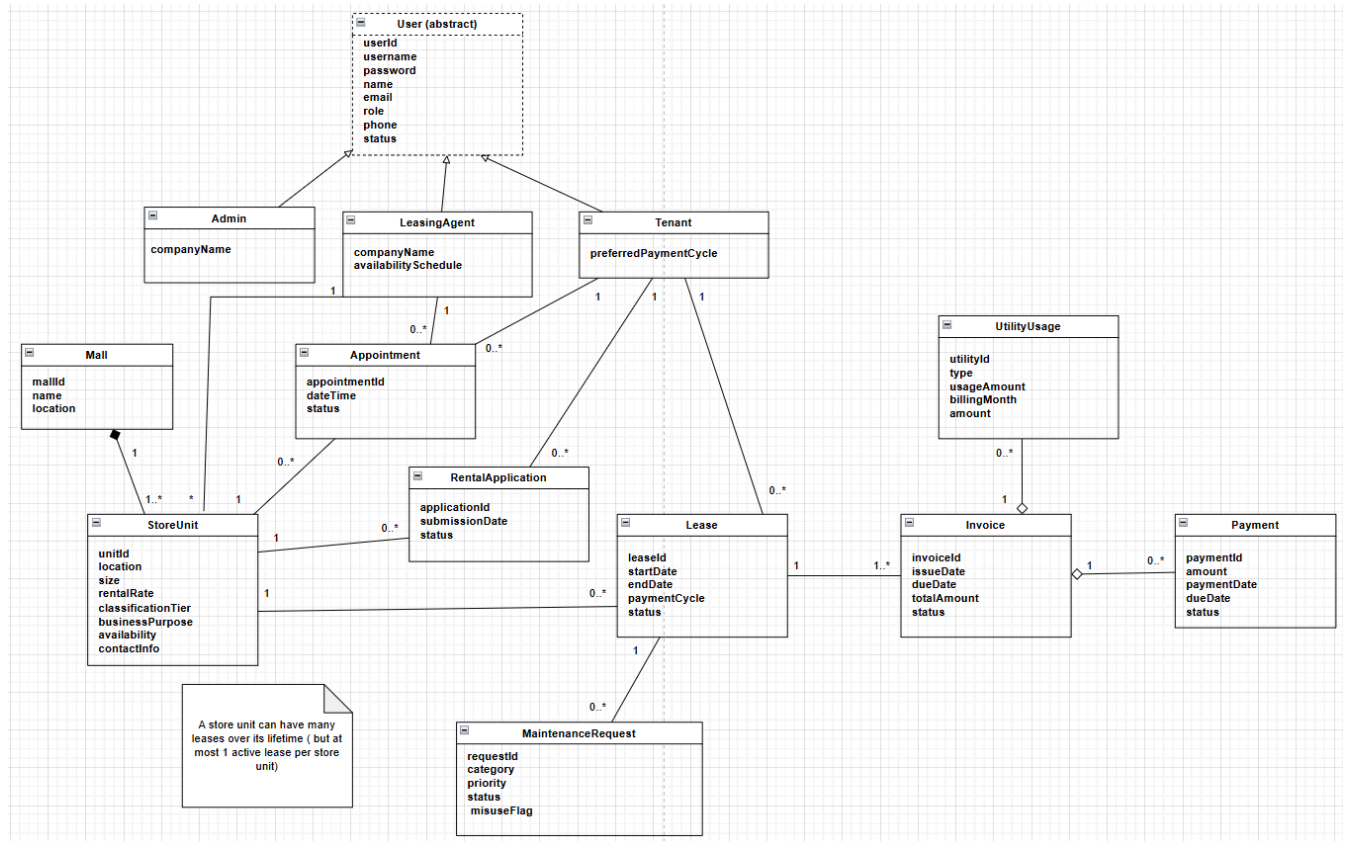 User (abstract)
userId
username
password
name
email
role
phone
status
Admin
companyName
LeasingAgent
companyName
availabilitySchedule
Tenant
preferredPaymentCycle
1
1
0..*
1
0..*
1
1
Mall
mallId
name
location
Appointment
appointmentId
dateTime
status
UtilityUsage
utilityId
type
usageAmount
billingMonth
amount
1
0..*
0..*
0..*
1..*
*
1
RentalApplication
applicationId
submissionDate
status
0..*
0..*
1
StoreUnit
unitId
location
size
rentalRate
classificationTier
businessPurpose
availability
contactInfo
1
0..*
1
0..*
Lease
leaseId
startDate
endDate
paymentCycle
status
1
1..*
Invoice
invoiceId
issueDate
dueDate
totalAmount
status
1
0..*
Payment
paymentId
amount
paymentDate
dueDate
status
1
0..*
A store unit can have many
leases over its lifetime ( but at
most 1 active lease per store
unit)
MaintenanceRequest
requestId
category
priority
status
misuseFlag